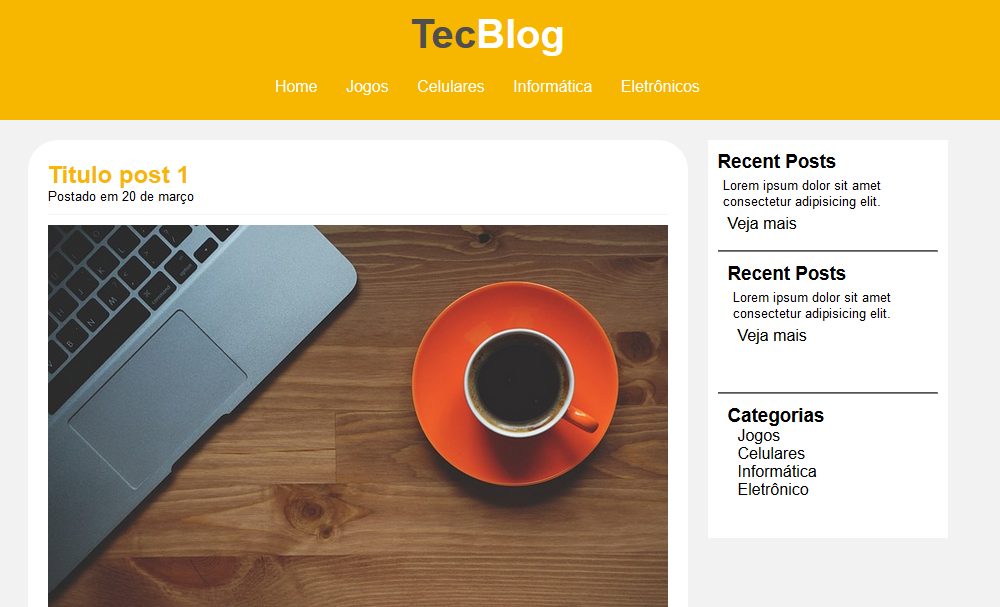 TecBlog
Home Jogos Celulares Informática Eletrônicos
Titulo post 1
Postado em 20 de março
Recent Posts
Lorem ipsum dolor sit amet
consectetur adipisicing elit.
Veja mais
Recent Posts
Lorem ipsum dolor sit amet
consectetur adipisicing elit.
Veja mais
Categorias
Jogos
Celulares
Informática
Eletrônico